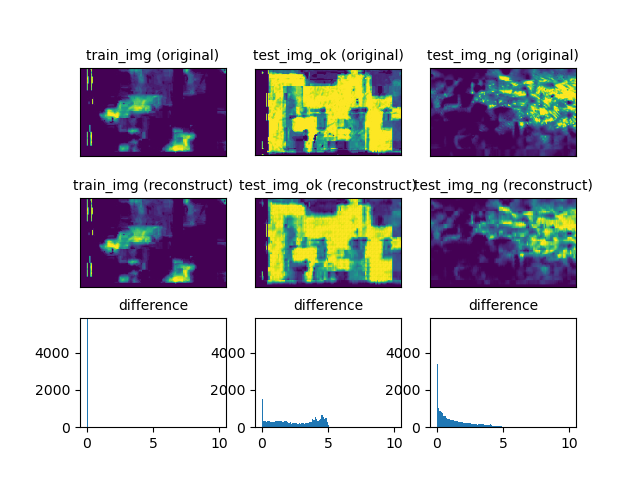 train_img (original) test_img_ok (original) test_img_ng (original)
train_img (reconstruct) test_img_ok (reconstruct) test_img_ng (reconstruct)
difference difference difference
4000 4000 4000
2000 2000 2000
0 0 0
0 5 10 0 5 10 0 5 10